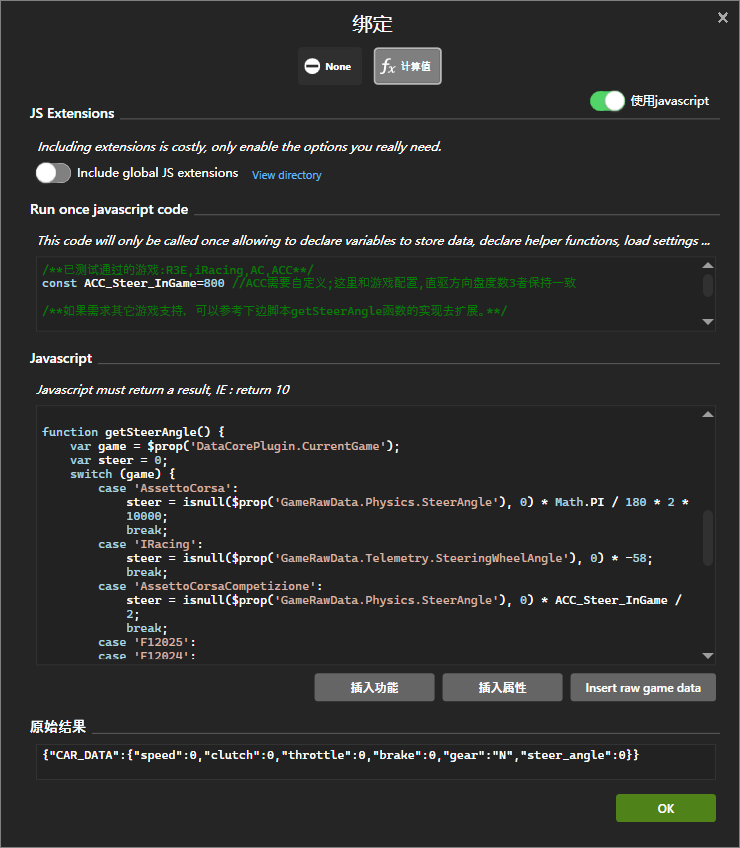 绑定
None
fx 计算值
使用javascript
JS Extensions
Including extensions is costly, only enable the options you really need.
Include global JS extensions View directory
Run once javascript code
This code will only be called once allowing to declare variables to store data, declare helper functions, load settings ...
/**已测试通过的游戏:R3E,iRacing,AC,ACC**/
const ACC_Steer_InGame=800 //ACC需要自定义;这里和游戏配置,直驱方向盘度数3者保持一致
/**如果需求其它游戏支持, 可以参考下边脚本getSteerAngle函数的实现去扩展。**/
Javascript
Javascript must return a result, IE : return 10
function getSteerAngle() {
var game = $prop('DataCorePlugin.CurrentGame');
var steer = 0;
switch (game) {
case 'AssettoCorsa':
steer = isnull($prop('GameRawData.Physics.SteerAngle'), 0) * Math.PI / 180 * 2 *
10000;
break;
case 'IRacing':
steer = isnull($prop('GameRawData.Telemetry.SteeringWheelAngle'), 0) * -58;
break;
case 'AssettoCorsaCompetizione':
steer = isnull($prop('GameRawData.Physics.SteerAngle'), 0) * ACC_Steer_InGame /
2;
break;
case 'F12025':
case 'F12024':
插入功能
插入属性
Insert raw game data
原始结果
{"CAR_DATA":{"speed":0,"clutch":0,"throttle":0,"brake":0,"gear":"N","steer_angle":0}}
OK